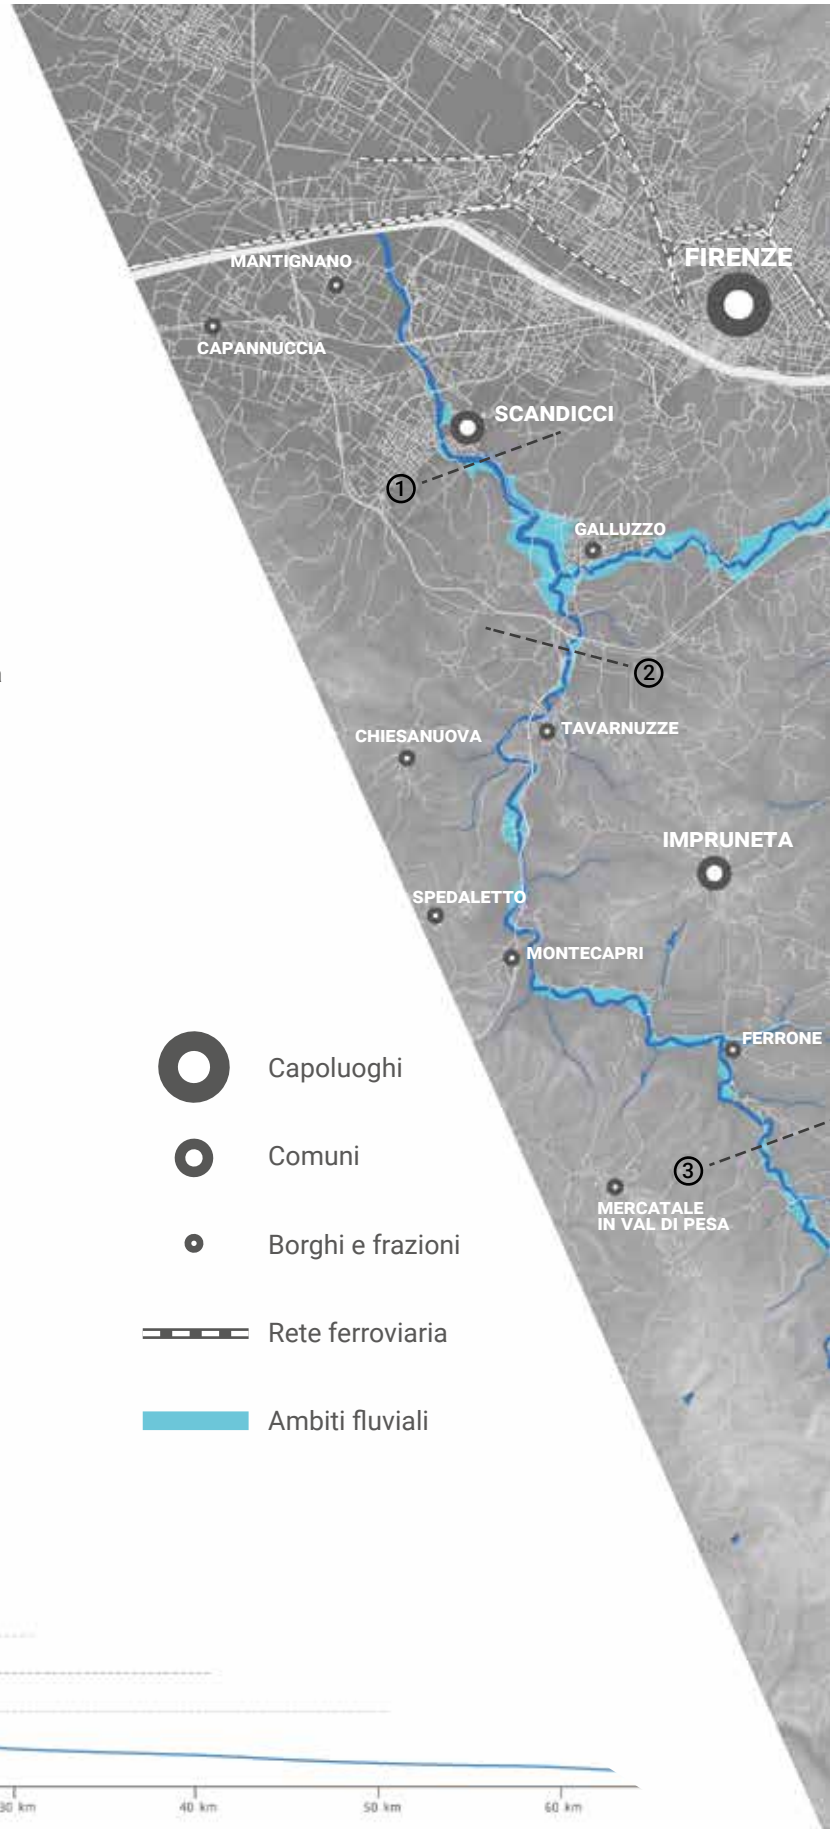 FIRENZE
MANTIGNANO
CAPANNUCCIA
SCANDICCI
1
GALLUZZO
2
TAVARNUZZE
CHIESANUOVA
IMPRUNETA
SPEDALETTO
MONTECAPRI
FERRONE
3
MERCATALE
IN VAL DI PESA
Capoluoghi
Comuni
Borghi e frazioni
Rete ferroviaria
Ambiti fluviali
30 km
40 km
50 km
60 km